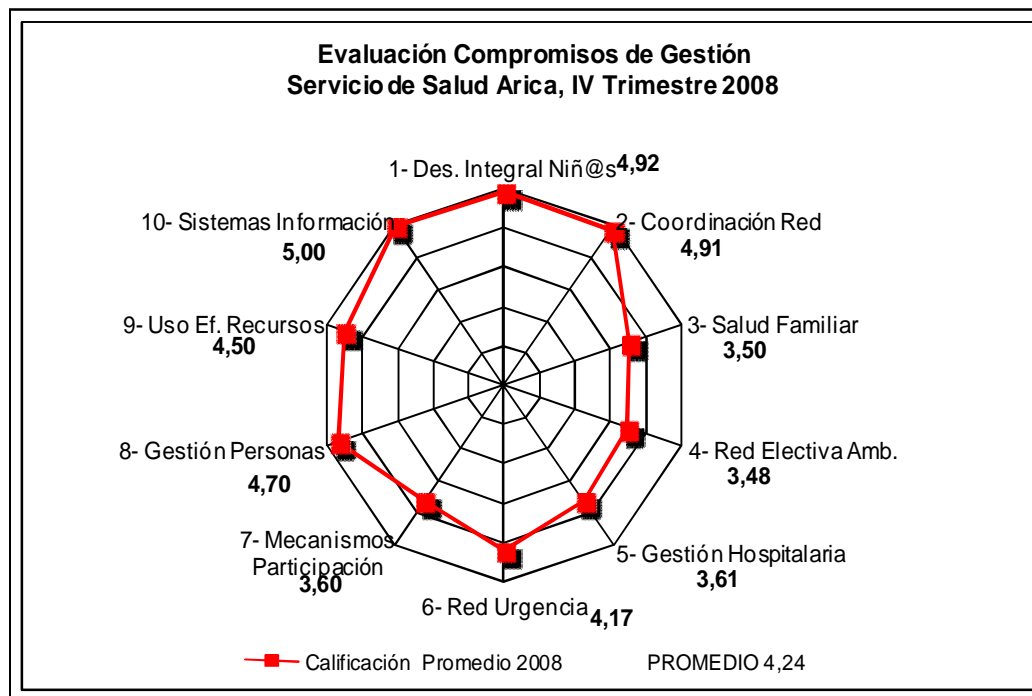 Evaluación Compromisos de Gestión
Servicio de Salud Arica, IV Trimestre 2008
1- Des. Integral Niñ@s 4,92
2- Coordinación Red
4,91
3- Salud Familiar
3,50
4- Red Electiva Amb.
3,48
5- Gestión Hospitalaria
3,61
6- Red Urgencia 4,17
7- Mecanismos
Participación
3,60
8- Gestión Personas
4,70
9- Uso Ef. Recursos
4,50
10- Sistemas Información
5,00
Calificación Promedio 2008 PROMEDIO 4,24